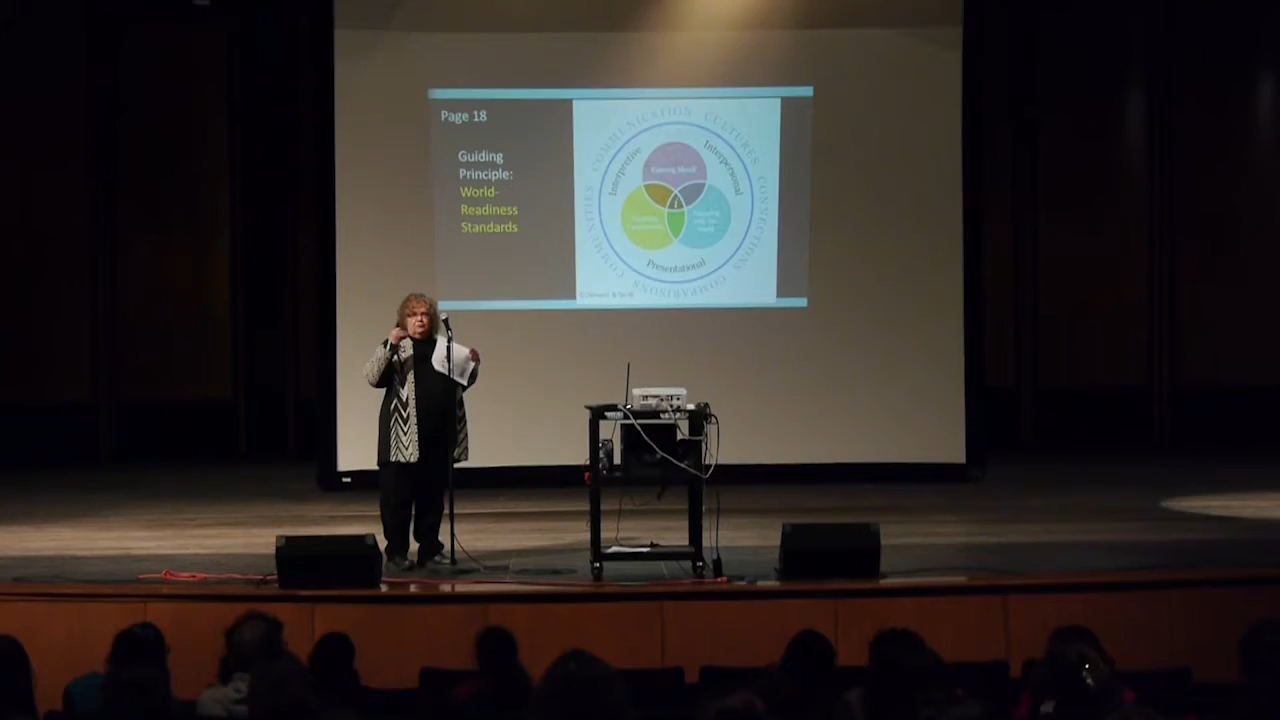 Page 18
Guiding
Principle:
World-
Readiness
Standards
COMMUNICATION CULTURES CONNECTIONS COMPARISONS COMMUNITIES
Interpretive
Interpersonal
Presentational